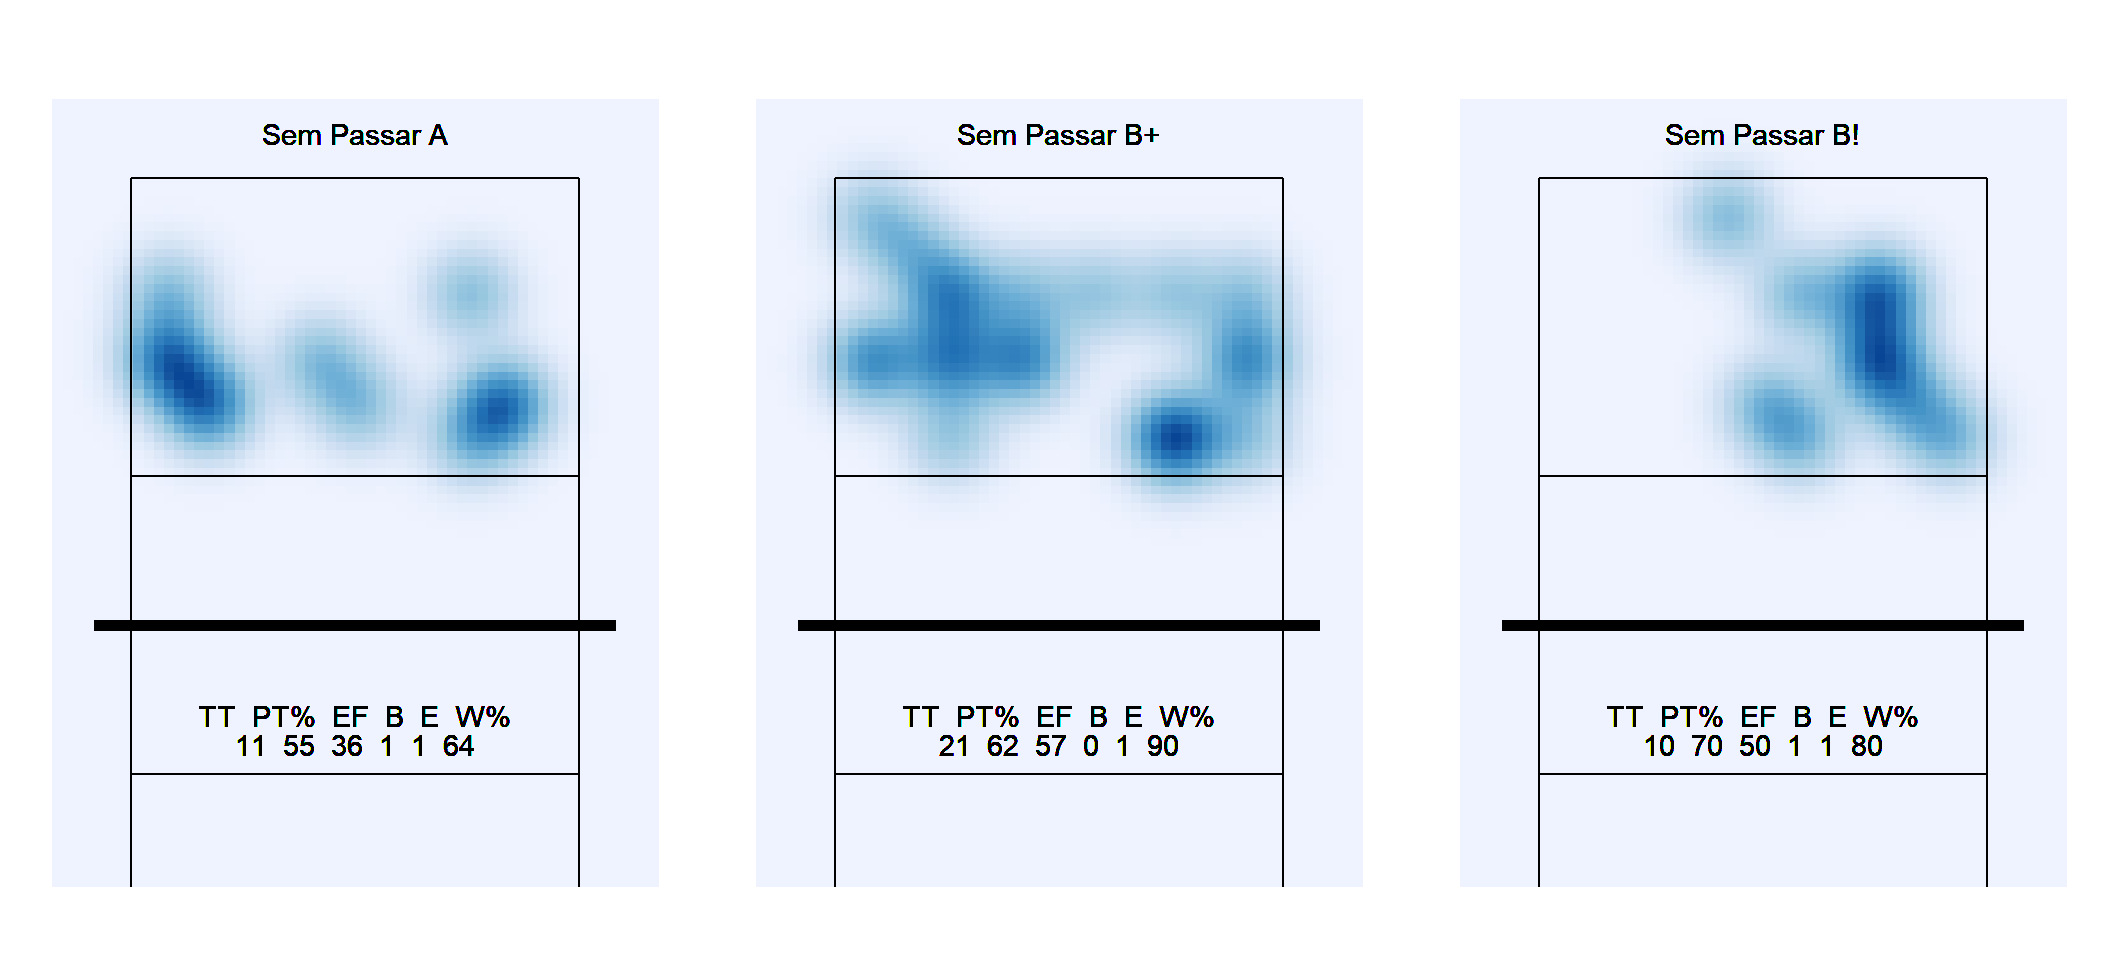 Sem Passar A
TT PT% EF B E W%
11 55 36 1 1 64
Sem Passar B+
TT PT% EF B E W%
21 62 57 0 1 90
Sem Passar B!
TT PT% EF B E W%
10 70 50 1 1 80